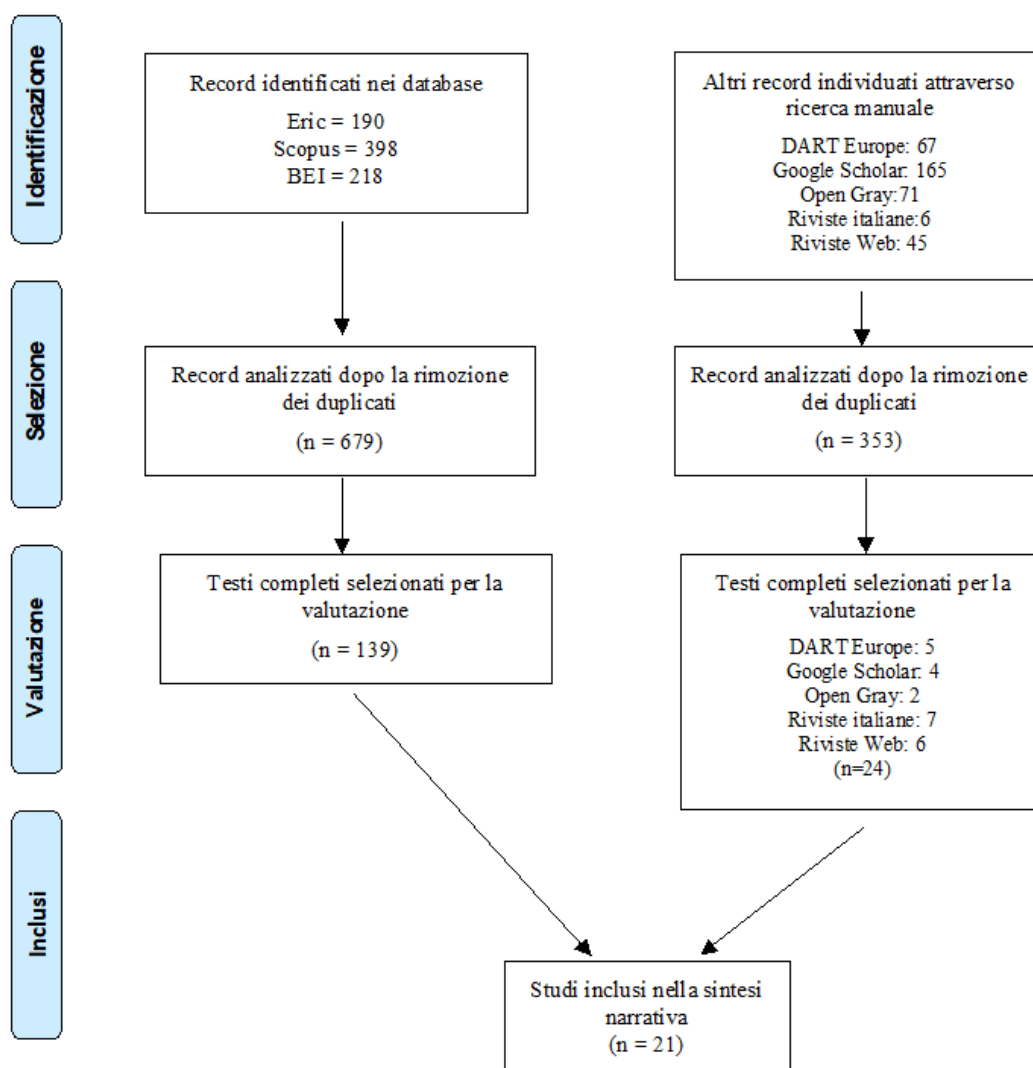 Identificazione
Record identificati nei database
Eric = 190
Scopus = 398
BEI = 218
Altri record individuati attraverso
ricerca manuale
DART Europe: 67
Google Scholar: 165
Open Gray:71
Riviste italiane:6
Riviste Web: 45
Selezione
Record analizzati dopo la rimozione
dei duplicati
(n = 679)
Record analizzati dopo la rimozione
dei duplicati
(n = 353)
Valutazione
Testi completi selezionati per la
valutazione
(n = 139)
Testi completi selezionati per la
valutazione
DART Europe: 5
Google Scholar: 4
Open Gray: 2
Riviste italiane: 7
Riviste Web: 6
(n=24)
Inclusi
Studi inclusi nella sintesi
narrativa
(n = 21)